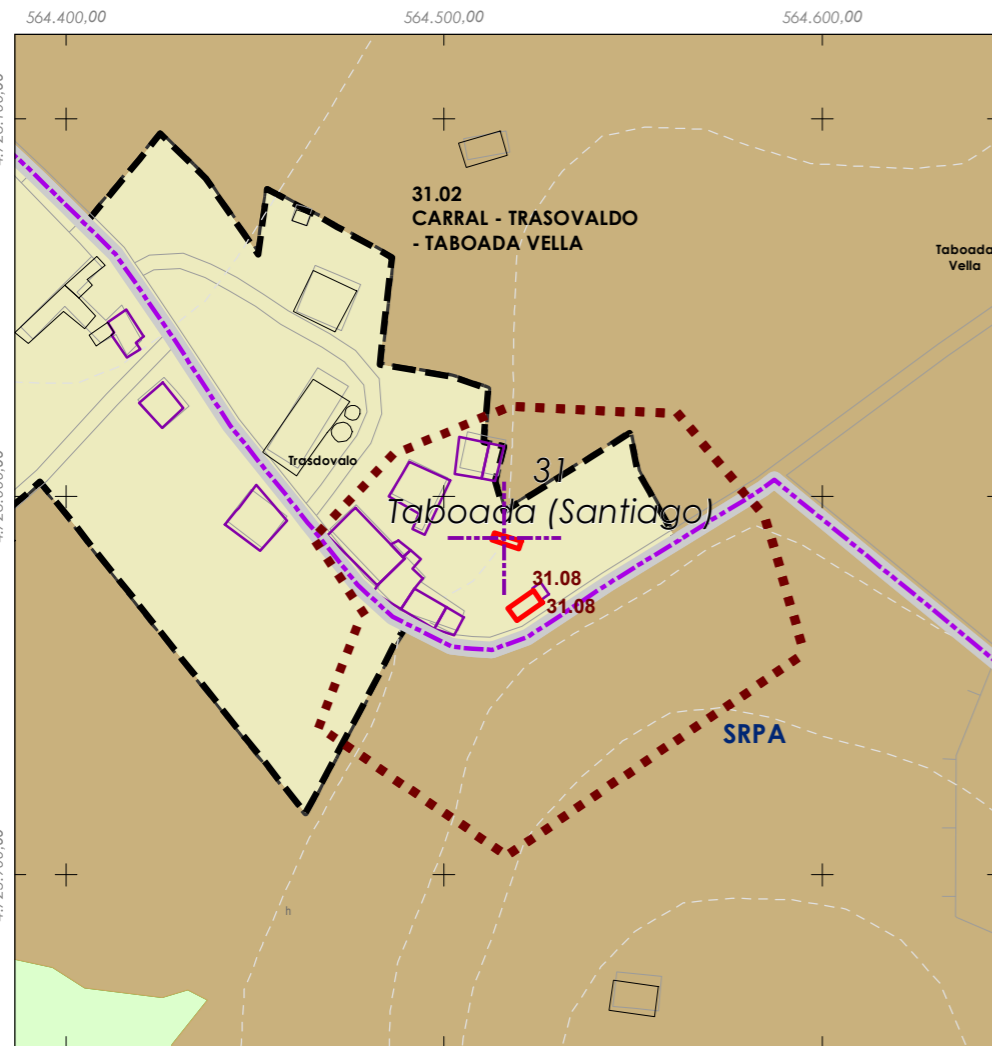 564.400,00
564.500,00
564.600,00
31.02
CARRAL - TRASOVALDO
- TABOADA VELLA
Taboada
Vella
Trasdovalo
31
Taboada (Santiago)
31.08
31.08
SRPA
h